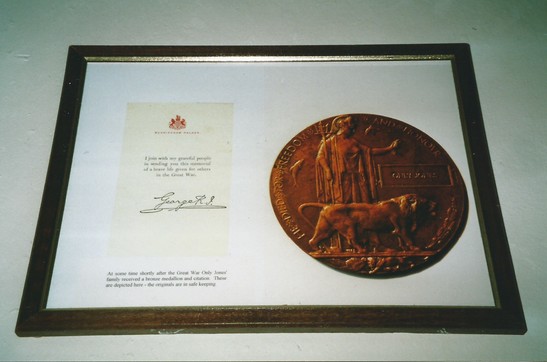 BUCKINGHAM PALACE
I join with my grateful people
in sending you this memorial
of a brave life given for others
in the Great War.
George R.I.
At some time shortly after the Great War Only Jones'
family received a bronze medallion and citation. These
are depicted here - the originals are in safe keeping
HE DIED FOR FREEDOM AND HONOUR
ONLY JONES